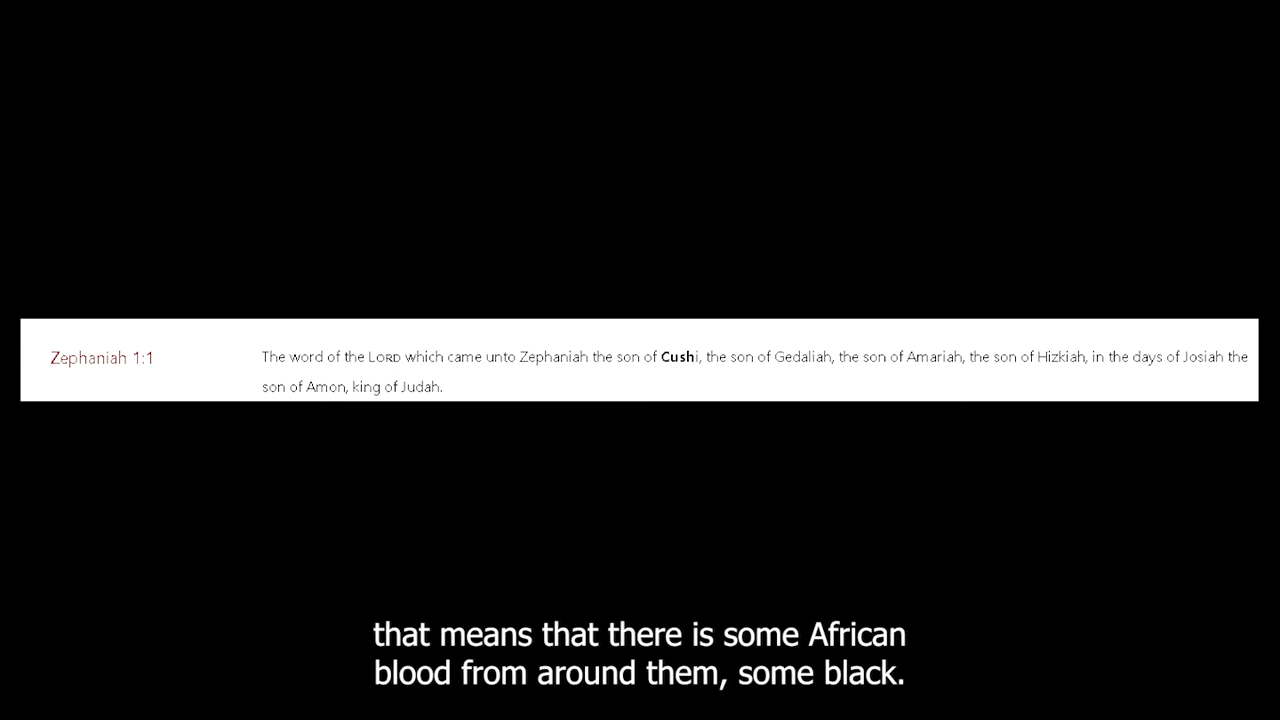 Zephaniah 1:1 The word of the LORD which came unto Zephaniah the son of Cushi, the son of Gedaliah, the son of Amariah, the son of Hizkiah, in the days of Josiah the
son of Amon, king of Judah.
that means that there is some African
blood from around them, some black.